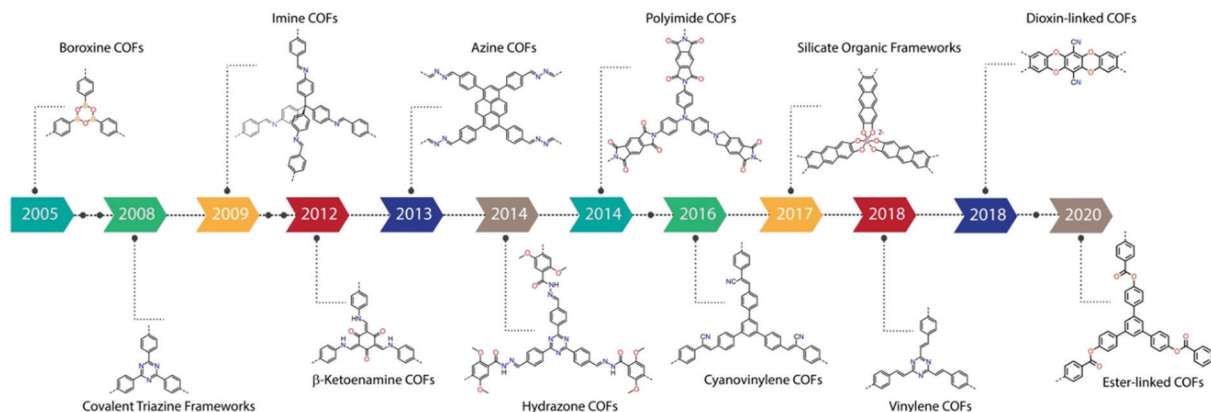 Boroxine COFs
Imine COFs
Azine COFs
Polyimide COFs
Silicate Organic Frameworks
Dioxin-linked COFs
2005
2008
2009
2012
2013
2014
2014
2016
2017
2018
2018
2020
Covalent Triazine Frameworks
β-Ketoenamine COFs
Hydrazone COFs
Cyanovinylene COFs
Vinylene COFs
Ester-linked COFs